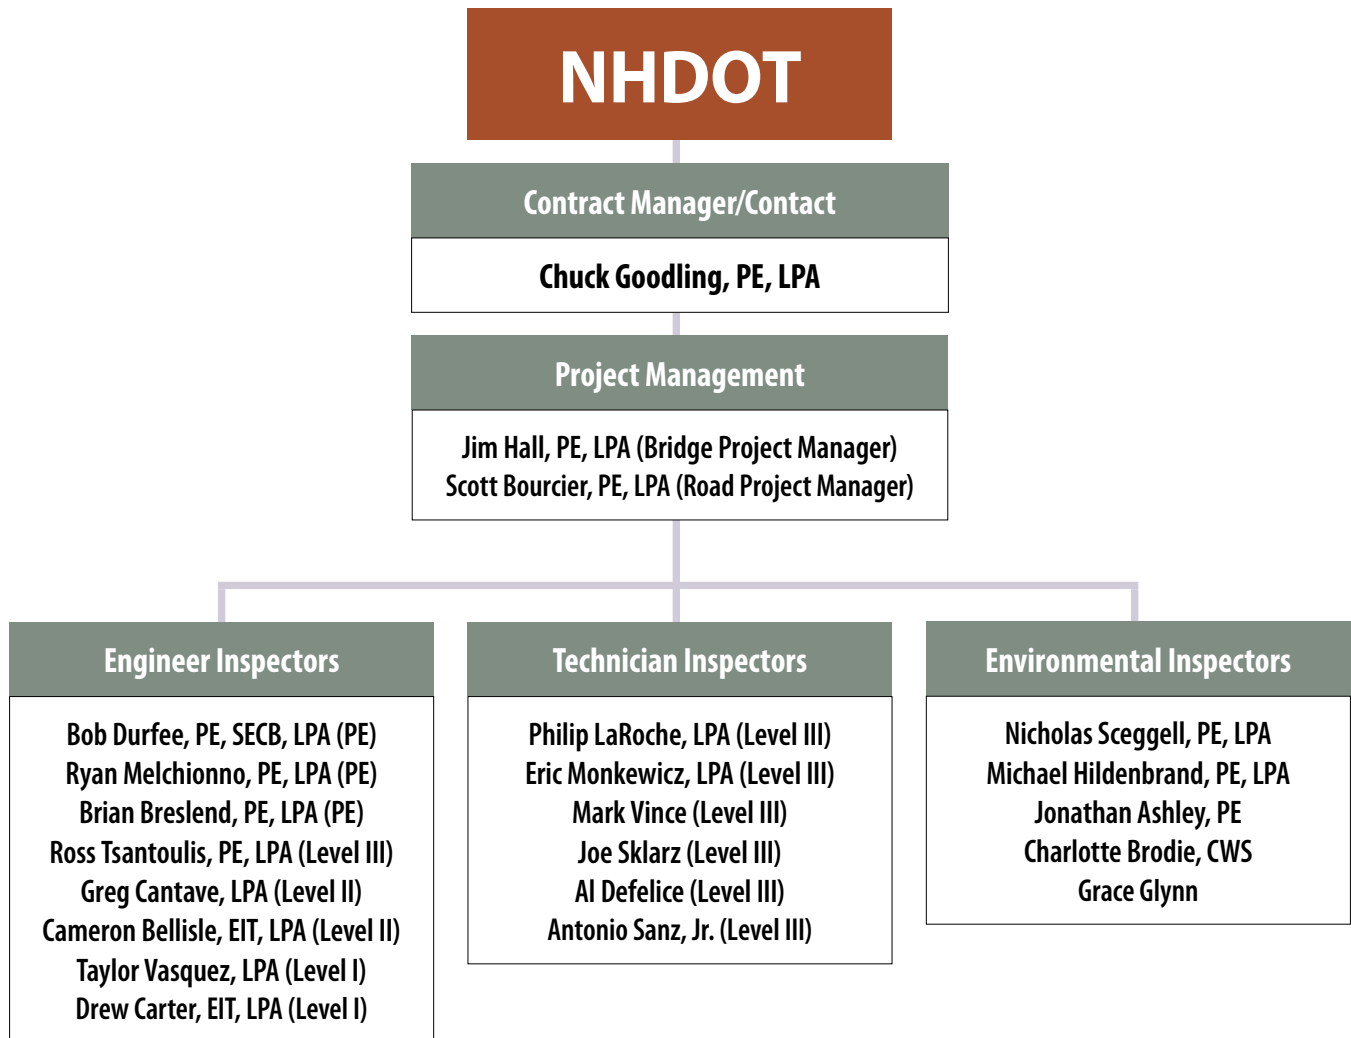 NHDOT
Contract Manager/Contact
Chuck Goodling, PE, LPA
Project Management
Jim Hall, PE, LPA (Bridge Project Manager)
Scott Bourcier, PE, LPA (Road Project Manager)
Engineer Inspectors
Bob Durfee, PE, SECB, LPA (PE)
Ryan Melchionno, PE, LPA (PE)
Brian Breslend, PE, LPA (PE)
Ross Tsantoulis, PE, LPA (Level III)
Greg Cantave, LPA (Level II)
Cameron Bellisle, EIT, LPA (Level II)
Taylor Vasquez, LPA (Level I)
Drew Carter, EIT, LPA (Level I)
Technician Inspectors
Philip LaRoche, LPA (Level III)
Eric Monkewicz, LPA (Level III)
Mark Vince (Level III)
Joe Sklarz (Level III)
Al Defelice (Level III)
Antonio Sanz, Jr. (Level III)
Environmental Inspectors
Nicholas Sceggell, PE, LPA
Michael Hildenbrand, PE, LPA
Jonathan Ashley, PE
Charlotte Brodie, CWS
Grace Glynn